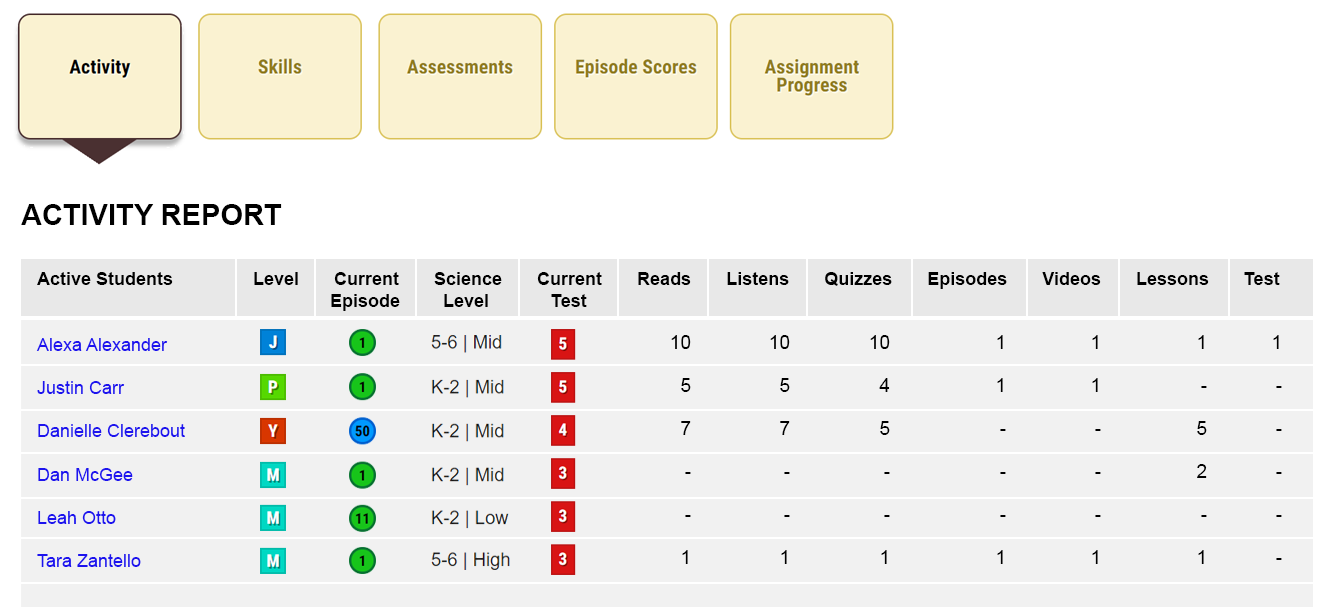 Activity Skills Assessments Episode Scores Assignment
Progress
ACTIVITY REPORT
Active Students Level Current Science Current Reads Listens Quizzes Episodes Videos Lessons Test
Episode Level Test
Alexa Alexander J 1 5-6 | Mid 5 10 10 10 1 1 1 1
Justin Carr P 1 K-2 | Mid 5 5 5 4 1 1 - -
Danielle Clerebout Y 50 K-2 | Mid 4 7 7 5 - - 5 -
Dan McGee M 1 K-2 | Mid 3 - - - - - 2 -
Leah Otto M 11 K-2 | Low 3 - - - - - - -
Tara Zantello M 1 5-6 | High 3 1 1 1 1 1 1 -